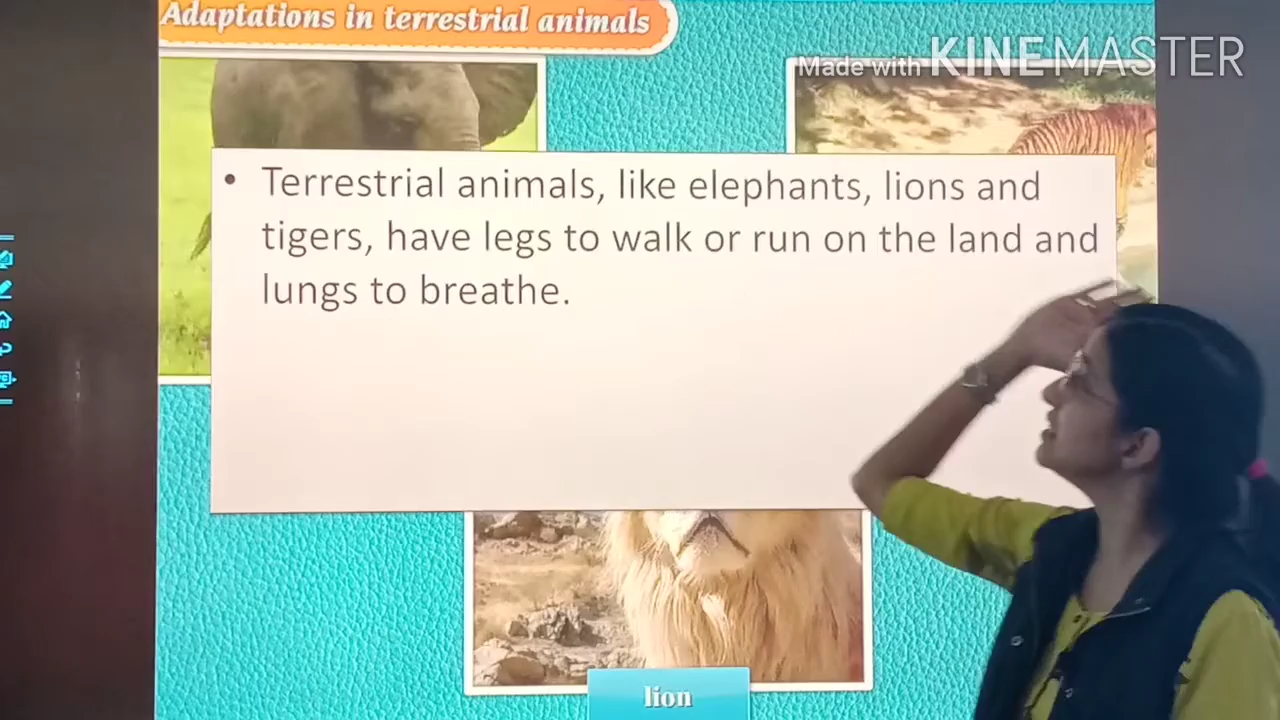 Adaptations in terrestrial animals
Made with KINEMASTER
• Terrestrial animals, like elephants, lions and
tigers, have legs to walk or run on the land and
lungs to breathe.
lion